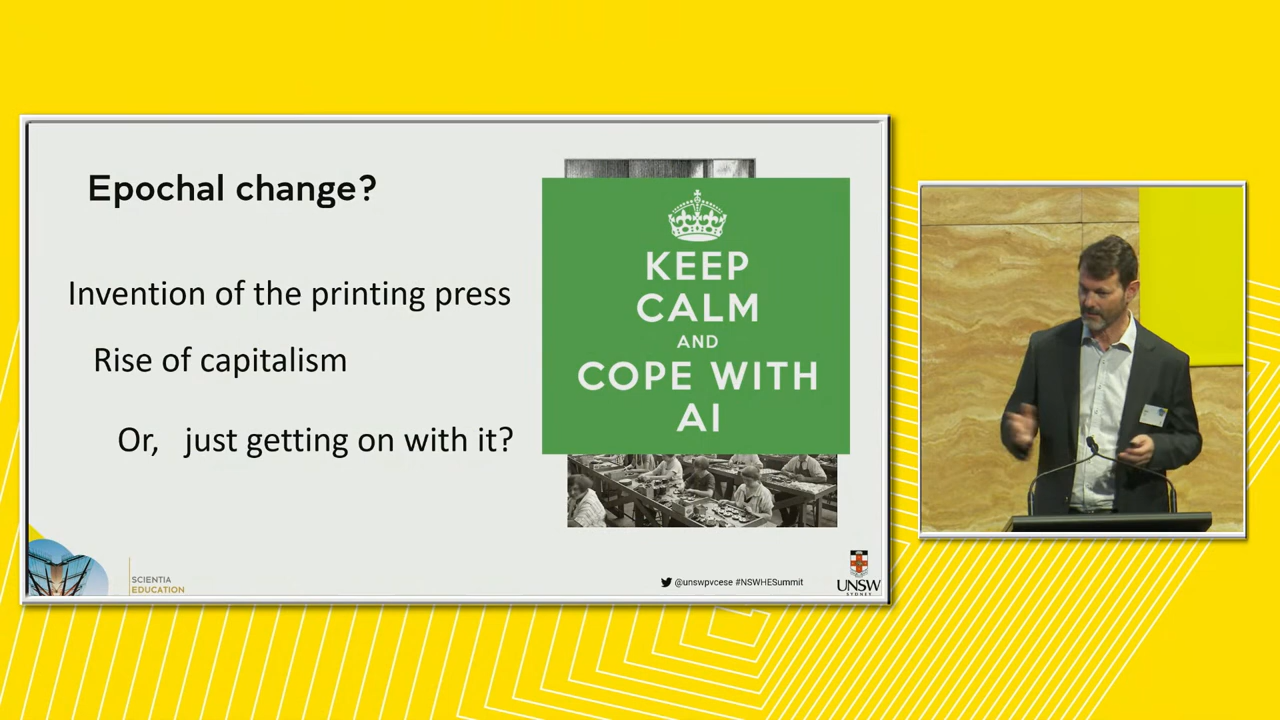 Epochal change?
Invention of the printing press
Rise of capitalism
Or, just getting on with it?
KEEP
CALM
AND
COPE WITH
AI
SCIENTIA
EDUCATION
@unswpvcese #NSWHESummit
UNSW
SYDNEY